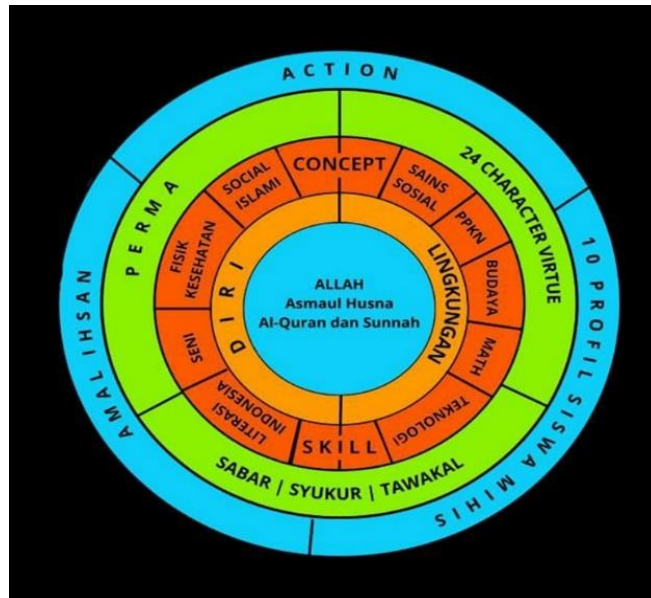 ACTION
10 PROFIL SISWA MIHIS
AMAL IHSAN
PERMA
24 CHARACTER VIRTUE
SABAR | SYUKUR | TAWAKAL
CONCEPT
SAINS
SOSIAL
PPKN
BUDAYA
MATH
TEKNOLOGI
SKILL
LITERASI
INDONESIA
SENI
FISIK
KESEHATAN
SOCIAL
ISLAMI
DIRI
LINGKUNGAN
ALLAH
Asmaul Husna
Al-Quran dan Sunnah